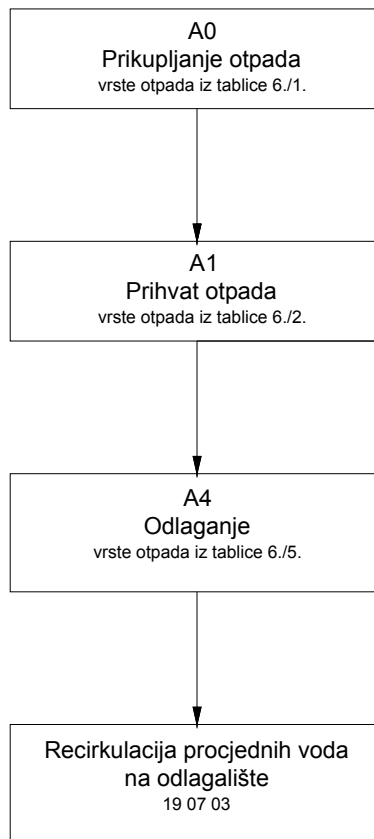 A0
Prikupljanje otpada
vrste otpada iz tablice 6./1.
A1
Prihvat otpada
vrste otpada iz tablice 6./2.
A4
Odlaganje
vrste otpada iz tablice 6./5.
Recirkulacija procjednih voda
na odlagalište
19 07 03